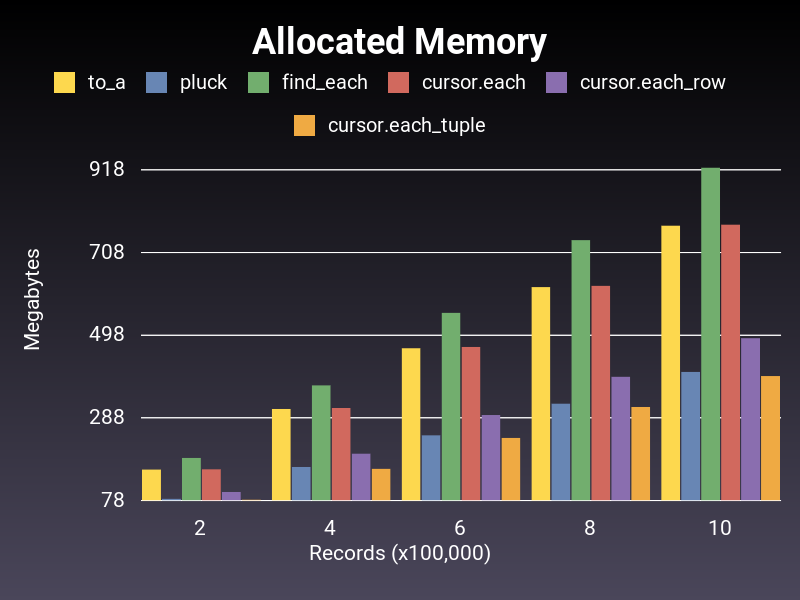 Allocated Memory
to_a pluck find_each cursor.each cursor.each_row
cursor.each_tuple
918
708
498
288
78
Megabytes
2 4 6 8 10
Records (x100,000)